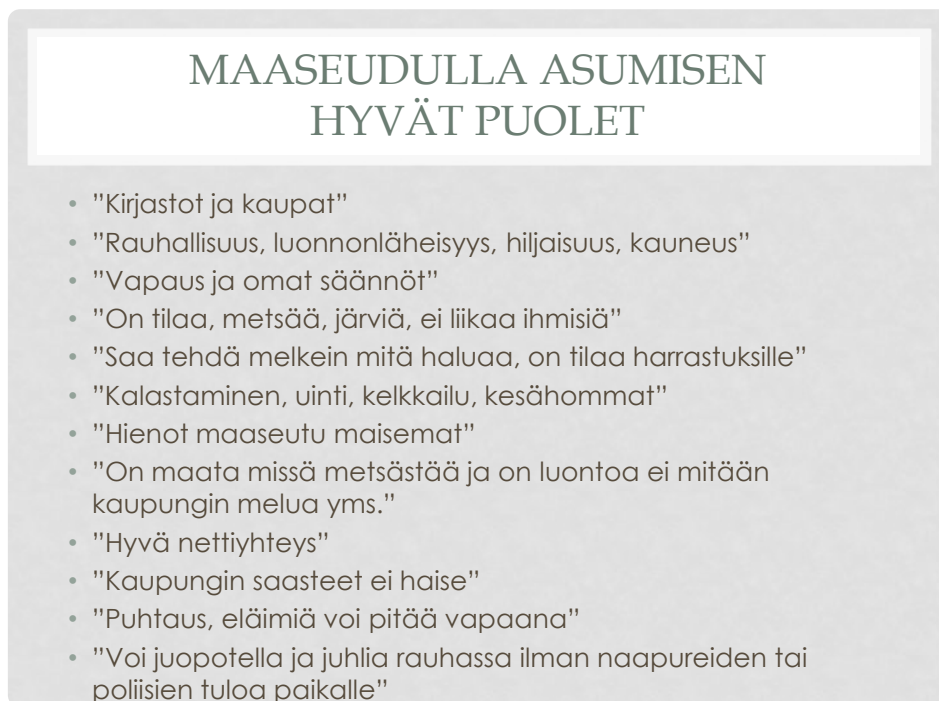 MAASEUDULLA ASUMISEN
HYVÄT PUOLET
• ”Kirjastot ja kaupat”
• ”Rauhallisuus, luonnonläheisyys, hiljaisuus, kauneus”
• ”Vapaus ja omat säännöt”
• ”On tilaa, metsää, järviä, ei liikaa ihmisiä”
• ”Saa tehdä melkein mitä haluaa, on tilaa harrastuksille”
• ”Kalastaminen, uinti, kelkkailu, kesähommat”
• ”Hienot maaseutu maisemat”
• ”On maata missä metsästää ja on luontoa ei mitään
kaupungin melua yms.”
• ”Hyvä nettiyhteys”
• ”Kaupungin saasteet ei haise”
• ”Puhtaus, eläimiä voi pitää vapaana”
• ”Voi juopotella ja juhlia rauhassa ilman naapureiden tai
poliisien tuloa paikalle”